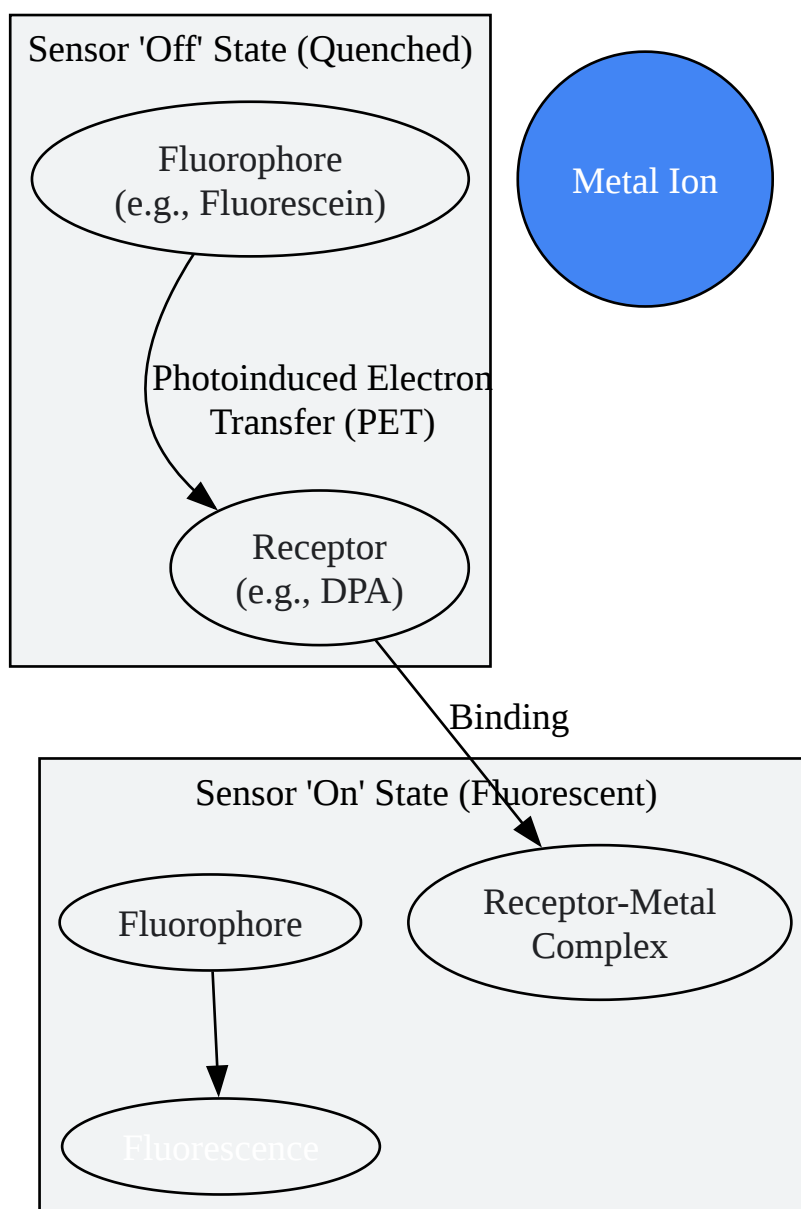 Sensor 'Off' State (Quenched)
Fluorophore
(e.g., Fluorescein)
Metal Ion
Photoinduced Electron
Transfer (PET)
Receptor
(e.g., DPA)
Binding
Sensor 'On' State (Fluorescent)
Fluorophore
Receptor-Metal
Complex
Fluorescence